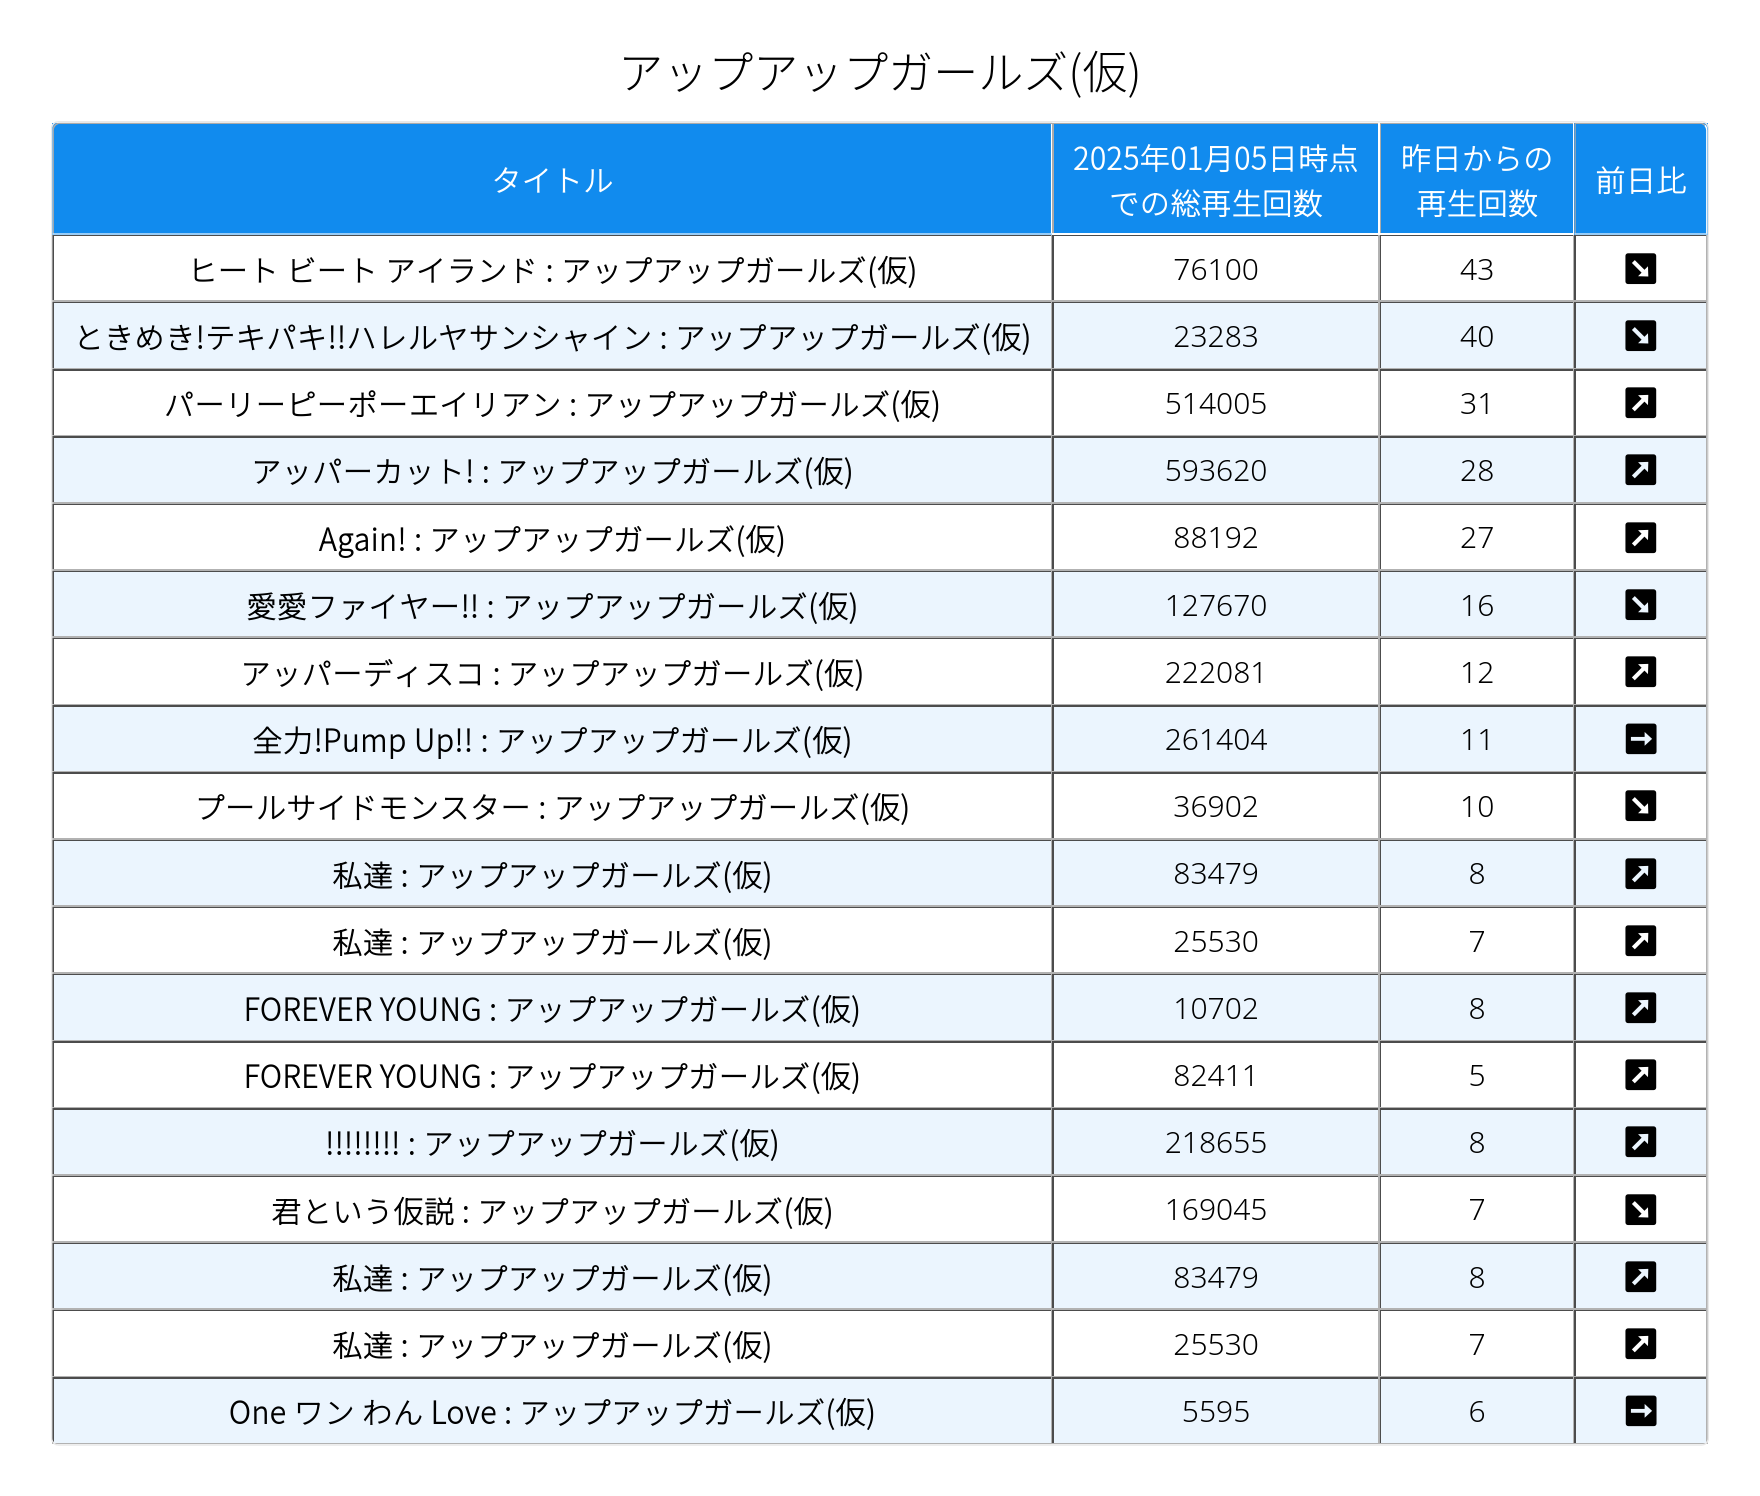 アップアップガールズ(仮)
タイトル 2025年01月05日時点での総再生回数 昨日からの再生回数 前日比
ヒート ビート アイランド : アップアップガールズ(仮) 76100 43 ↘
ときめき!テキパキ!!ハレルヤサンシャイン : アップアップガールズ(仮) 23283 40 ↘
パーリーピーポーエイリアン : アップアップガールズ(仮) 514005 31 ↗
アッパーカット! : アップアップガールズ(仮) 593620 28 ↗
Again! : アップアップガールズ(仮) 88192 27 ↗
愛愛ファイヤー!! : アップアップガールズ(仮) 127670 16 ↘
アッパーディスコ : アップアップガールズ(仮) 222081 12 ↗
全力!Pump Up!! : アップアップガールズ(仮) 261404 11 →
プールサイドモンスター : アップアップガールズ(仮) 36902 10 ↘
私達 : アップアップガールズ(仮) 83479 8 ↗
私達 : アップアップガールズ(仮) 25530 7 ↗
FOREVER YOUNG : アップアップガールズ(仮) 10702 8 ↗
FOREVER YOUNG : アップアップガールズ(仮) 82411 5 ↗
!!!!!!!! : アップアップガールズ(仮) 218655 8 ↗
君という仮説 : アップアップガールズ(仮) 169045 7 ↘
私達 : アップアップガールズ(仮) 83479 8 ↗
私達 : アップアップガールズ(仮) 25530 7 ↗
One ワン わん Love : アップアップガールズ(仮) 5595 6 →